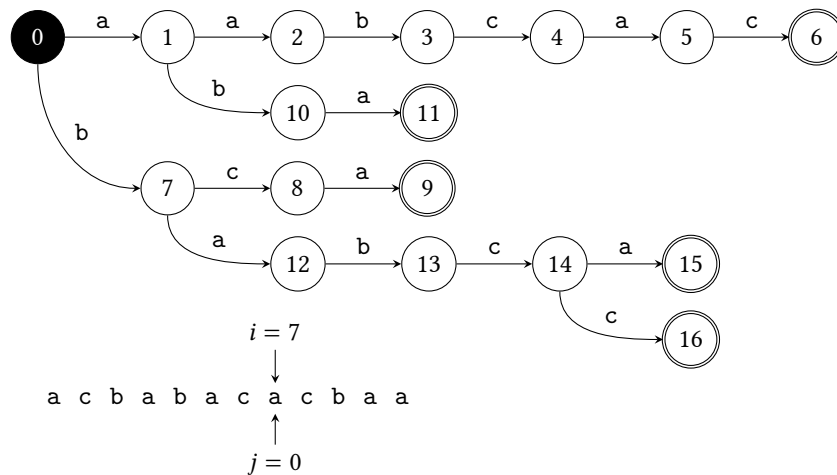 0 a 1 a 2 b 3 c 4 a 5 c 6
b 10 a 11
b
7 c 8 a 9
a 12 b 13 c 14 a 15
i = 7 c 16
a c b a b a c a c b a a
j = 0